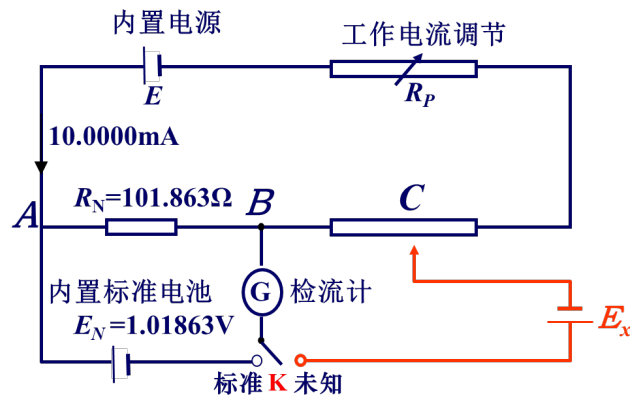 内置电源
工作电流调节
E
R_P
10.0000mA
R_N=101.863Ω
A
B
C
内置标准电池
G
检流计
E_N=1.01863V
E_x
标准 K 未知